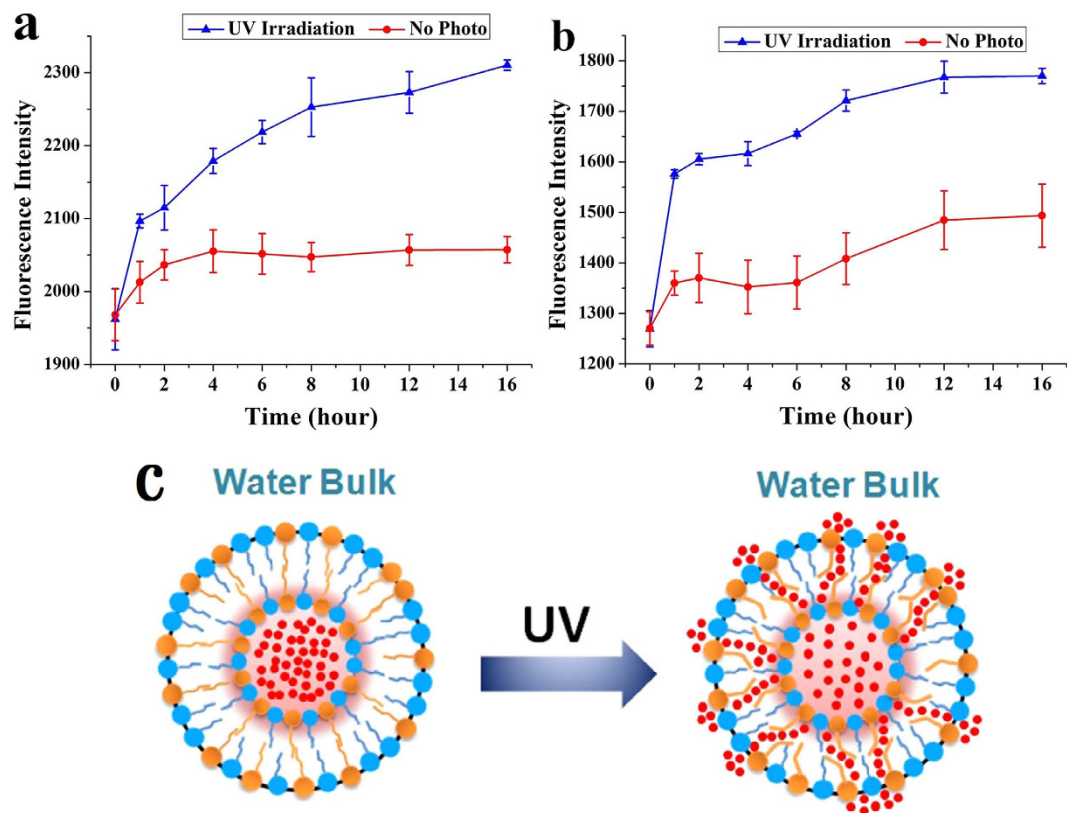 a
UV Irradiation No Photo
2300
2200
2100
2000
1900
Fluorescence Intensity
0 2 4 6 8 10 12 14 16
Time (hour)
b
UV Irradiation No Photo
1800
1700
1600
1500
1400
1300
1200
Fluorescence Intensity
0 2 4 6 8 10 12 14 16
Time (hour)
c
Water Bulk
UV
Water Bulk